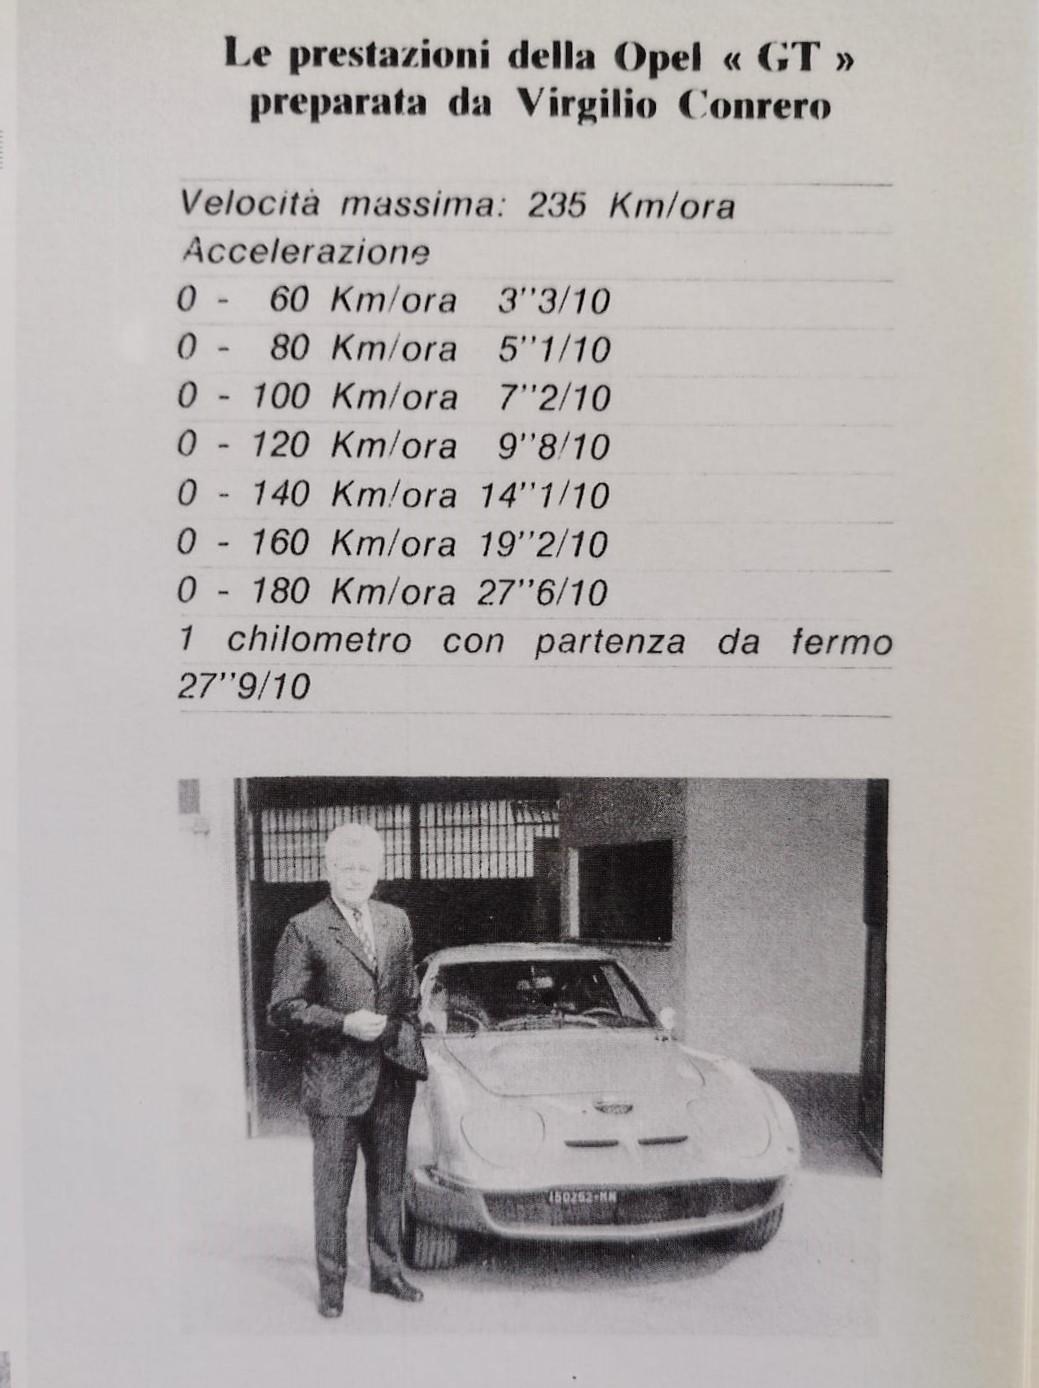 Le prestazioni della Opel « GT »
preparata da Virgilio Conrero
Velocità massima: 235 Km/ora
Accelerazione
0 - 60 Km/ora 3''3/10
0 - 80 Km/ora 5''1/10
0 - 100 Km/ora 7''2/10
0 - 120 Km/ora 9''8/10
0 - 140 Km/ora 14''1/10
0 - 160 Km/ora 19''2/10
0 - 180 Km/ora 27''6/10
1 chilometro con partenza da fermo
27''9/10